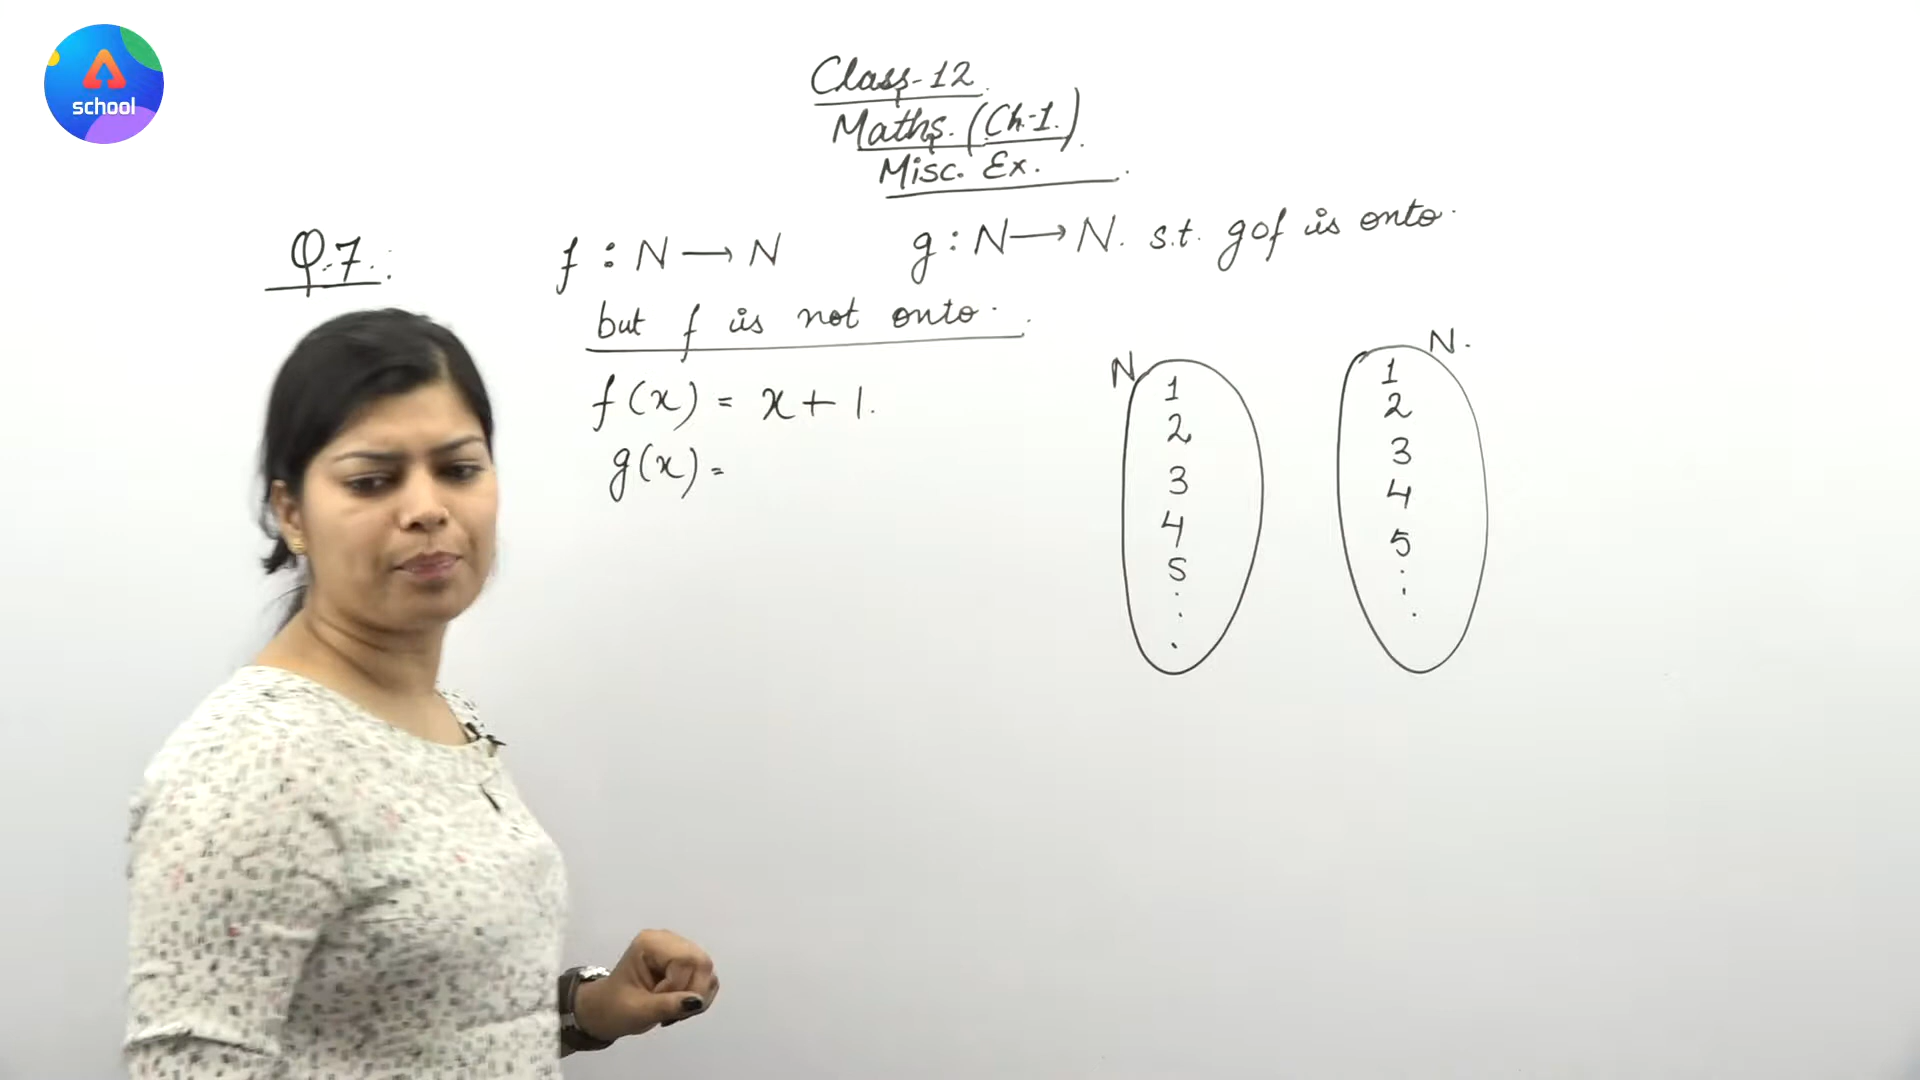 school
Class-12
Maths. (Ch-1.)
Misc. Ex.
Q.7. f : N → N g : N → N. s.t. gof is onto.
but f is not onto.
f(x) = x + 1.
g(x) =
N
1
2
3
4
5
.
.
.
N.
1
2
3
4
5
.
.
.